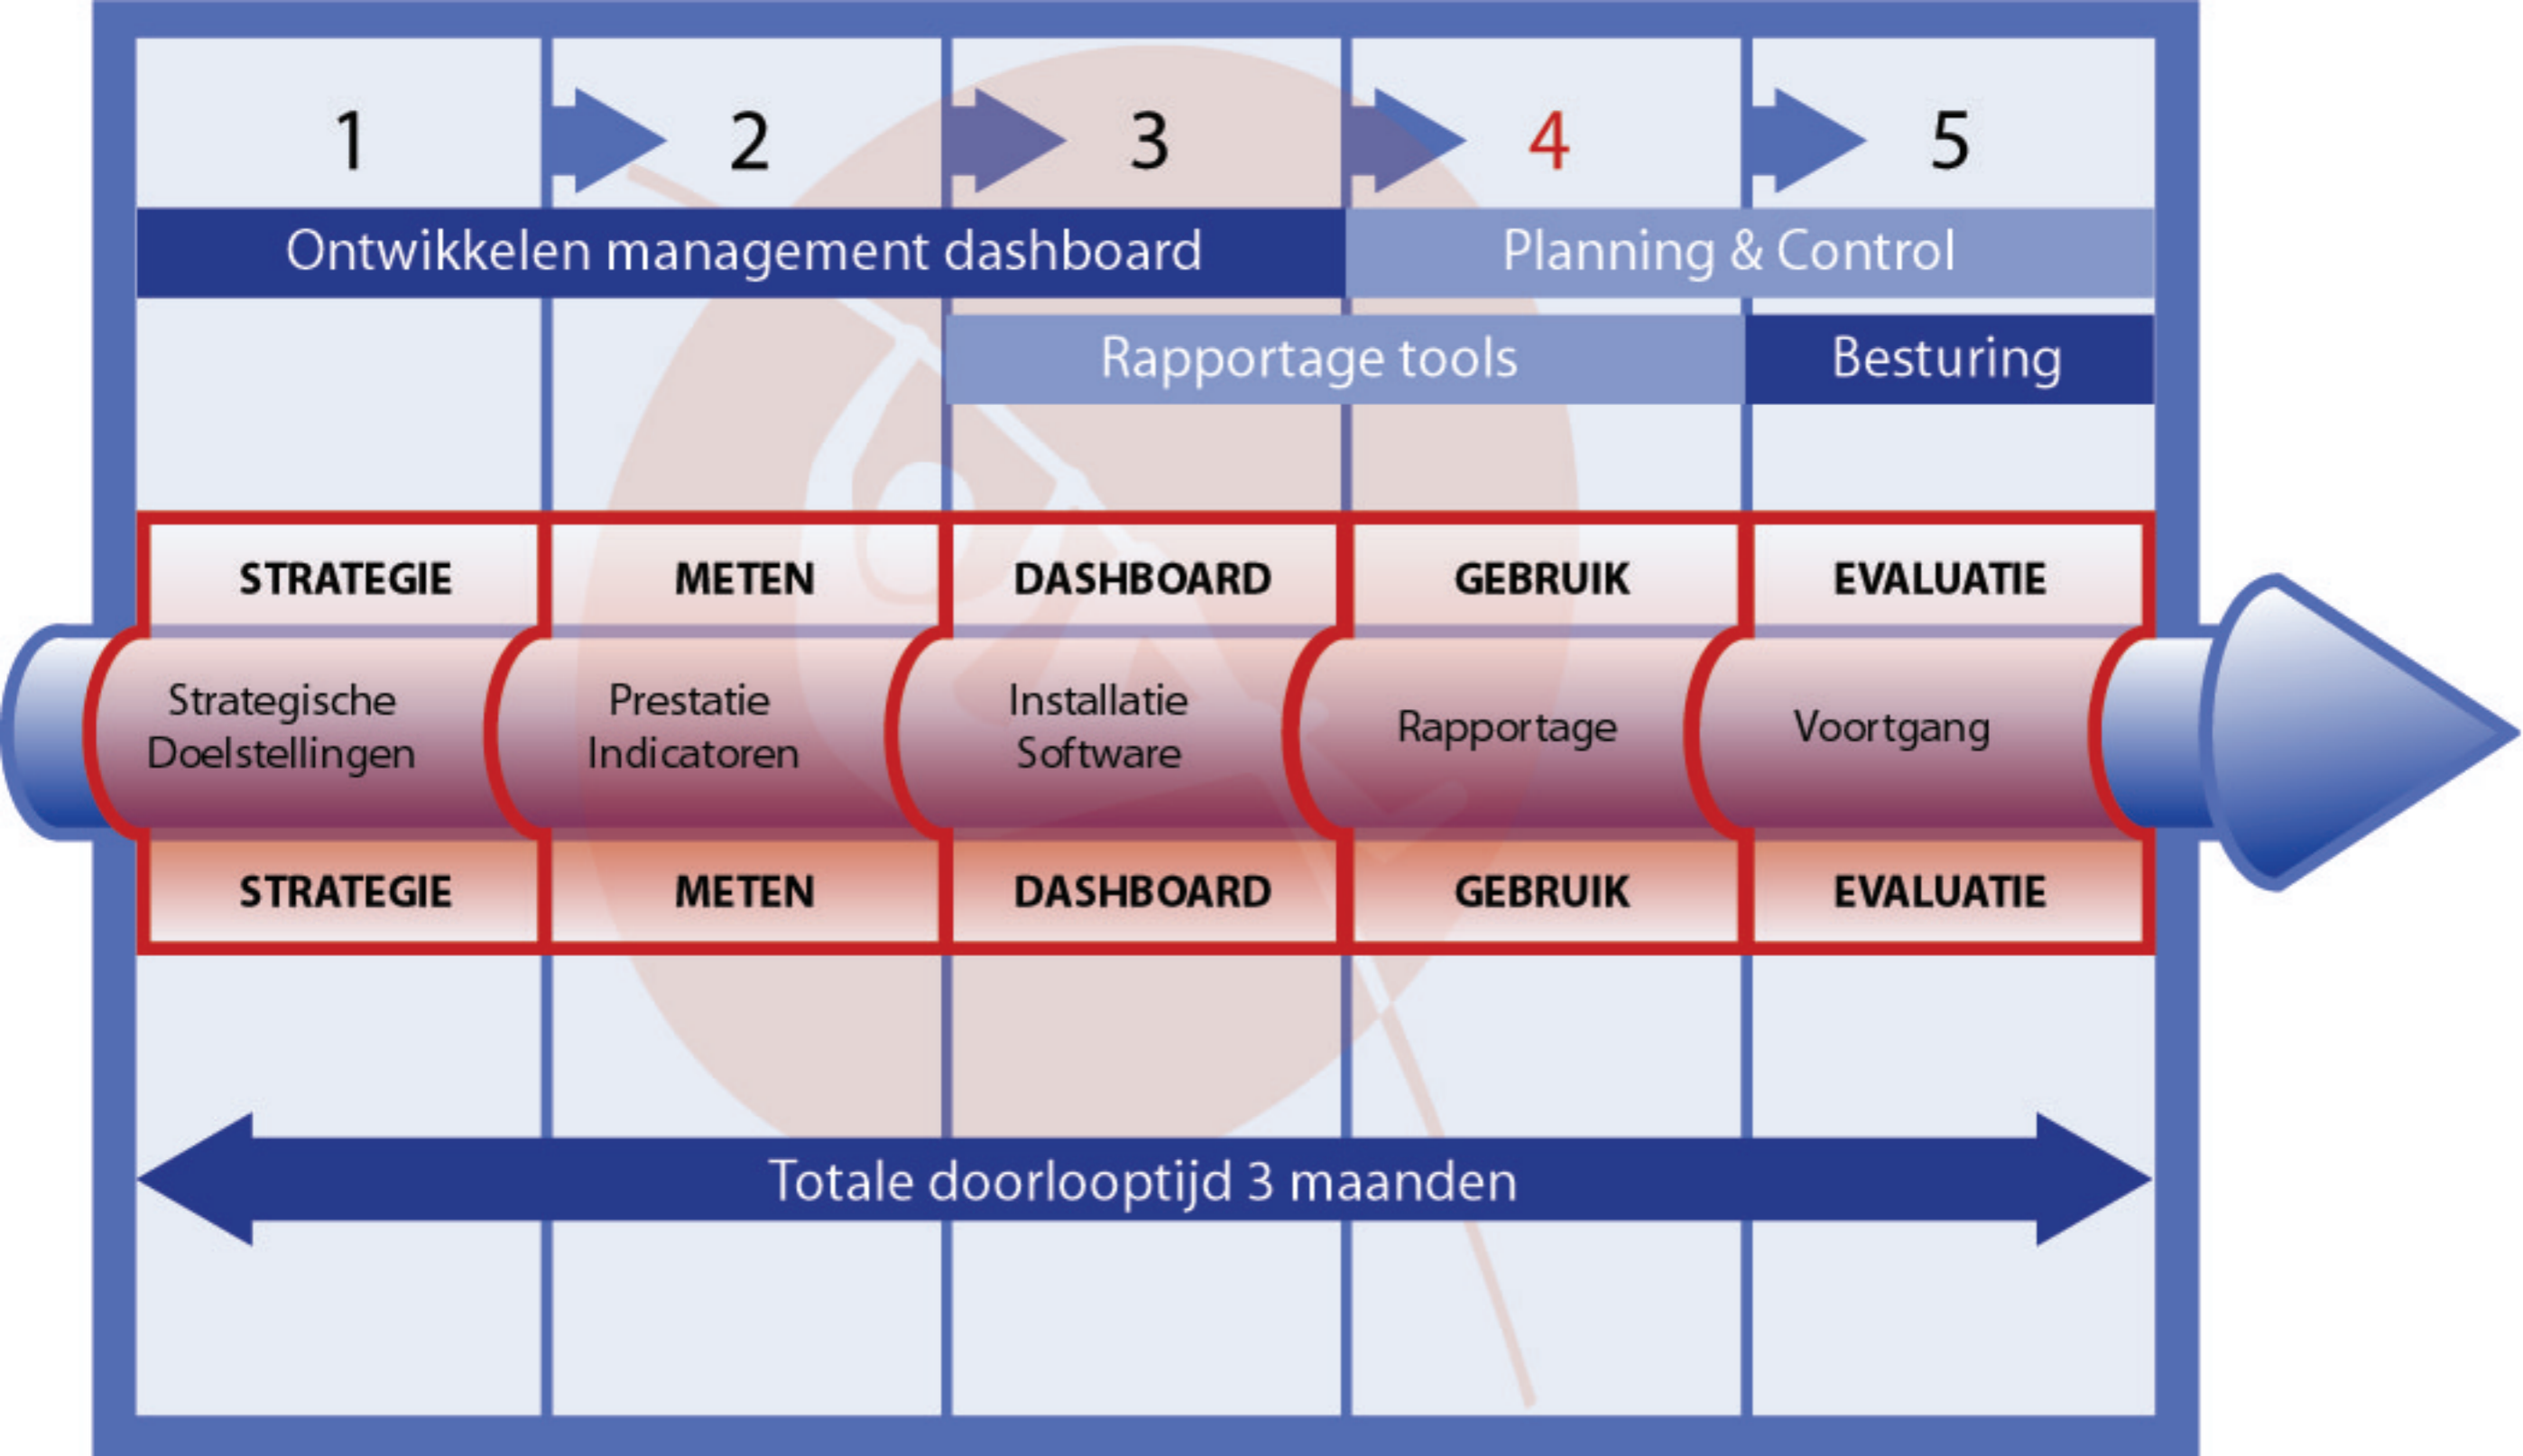 1
2
3
4
5
Ontwikkelen management dashboard
Planning & Control
Rapportage tools
Besturing
STRATEGIE
METEN
DASHBOARD
GEBRUIK
EVALUATIE
Strategische
Doelstellingen
Prestatie
Indicatoren
Installatie
Software
Rapportage
Voortgang
STRATEGIE
METEN
DASHBOARD
GEBRUIK
EVALUATIE
Totale doorlooptijd 3 maanden